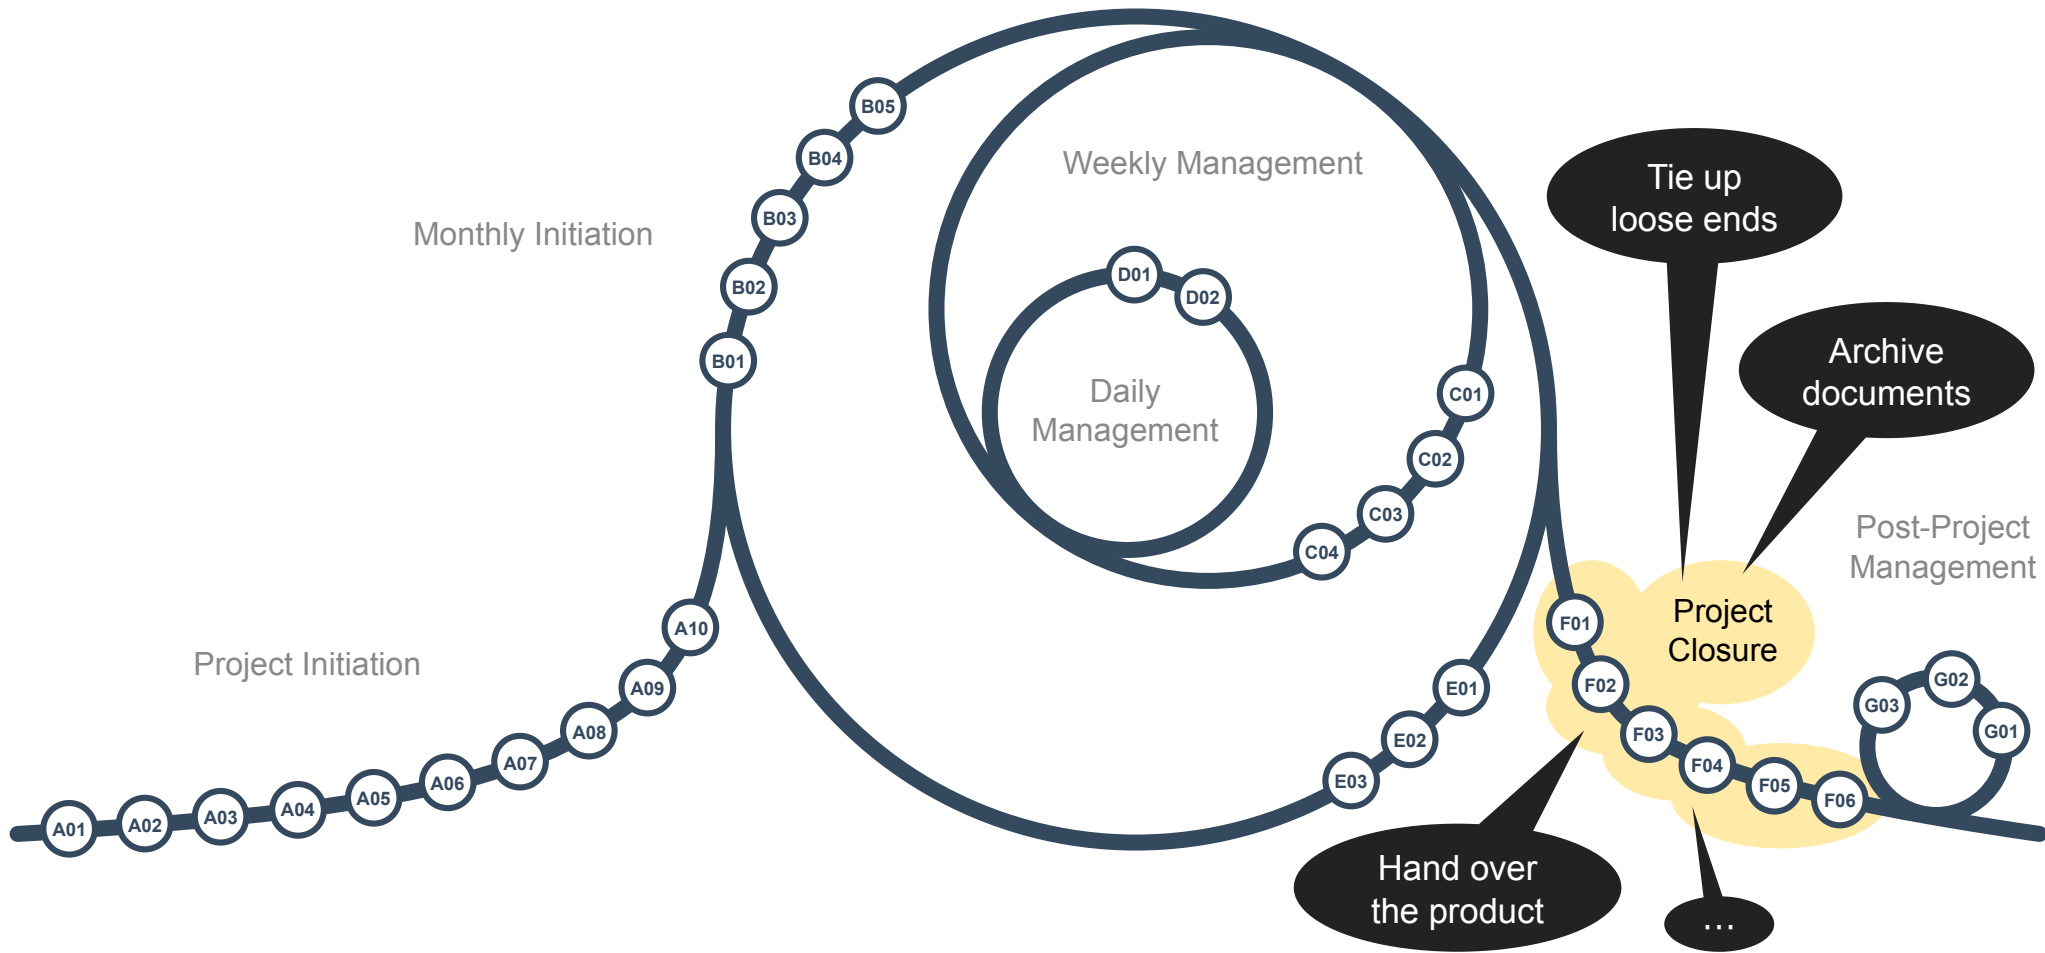 B05
B04
B03
B02
B01
Monthly Initiation
Weekly Management
D01
D02
Daily
Management
C01
C02
C03
C04
Tie up
loose ends
Archive
documents
Post-Project
Management
Project Initiation
A01
A02
A03
A04
A05
A06
A07
A08
A09
A10
E01
E02
E03
Project
Closure
F01
F02
F03
F04
F05
F06
G03
G02
G01
Hand over
the product
...